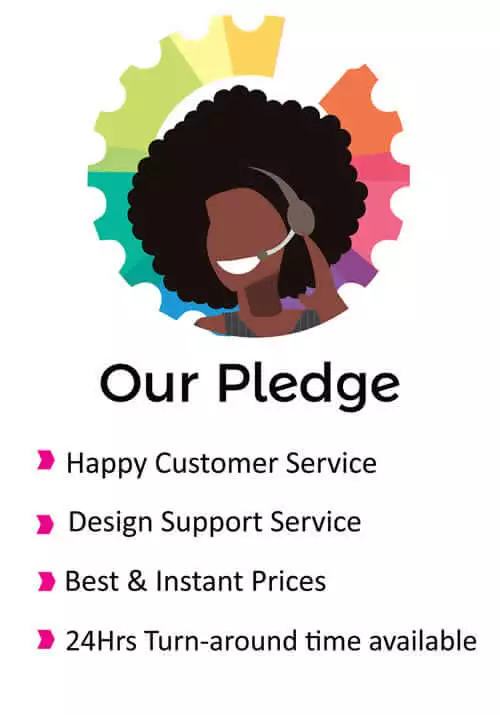 Our Pledge
Happy Customer Service
Design Support Service
Best & Instant Prices
24Hrs Turn-around time available